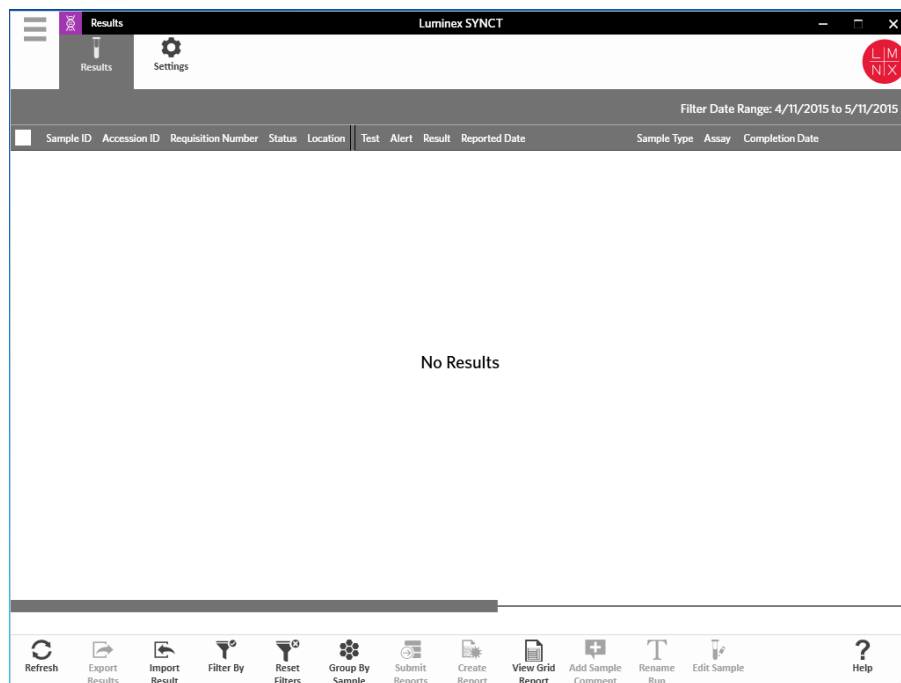 Results Luminex SYNCT
Results Settings
L M
N X
Filter Date Range: 4/11/2015 to 5/11/2015
Sample ID Accession ID Requisition Number Status Location Test Alert Result Reported Date Sample Type Assay Completion Date
No Results
Refresh Export Results Import Result Filter By Reset Filters Group By Sample Submit Reports Create Report View Grid Report Add Sample Comment Rename Run Edit Sample Help